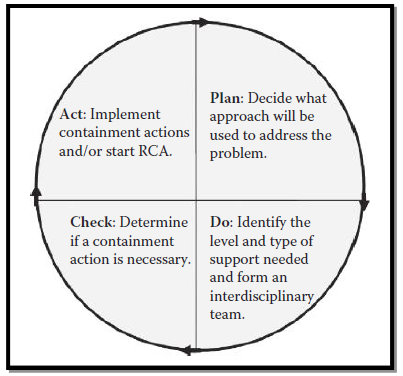 Act: Implement
containment actions
and/or start RCA.
Plan: Decide what
approach will be
used to address the
problem.
Check: Determine
if a containment
action is necessary.
Do: Identify the
level and type of
support needed
and form an
interdisciplinary
team.